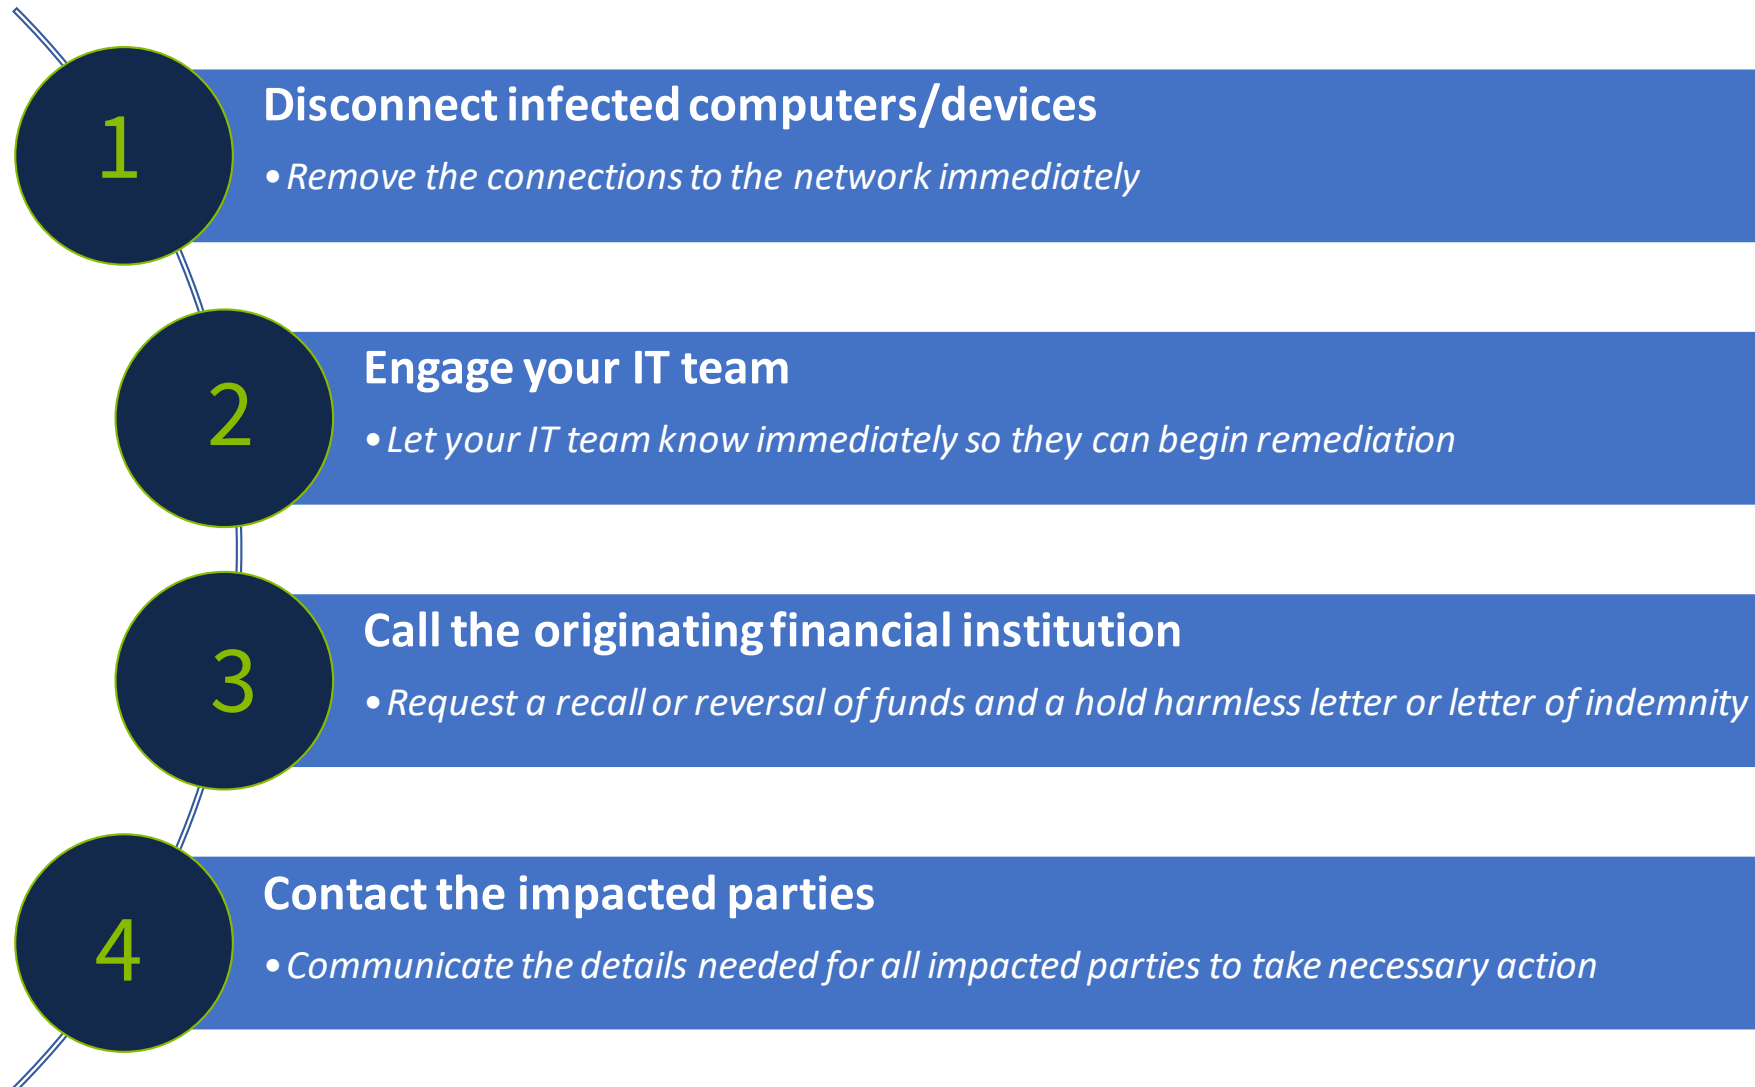 1
Disconnect infected computers/devices
•Remove the connections to the network immediately
2
Engage your IT team
•Let your IT team know immediately so they can begin remediation
3
Call the originating financial institution
•Request a recall or reversal of funds and a hold harmless letter or letter of indemnity
4
Contact the impacted parties
•Communicate the details needed for all impacted parties to take necessary action